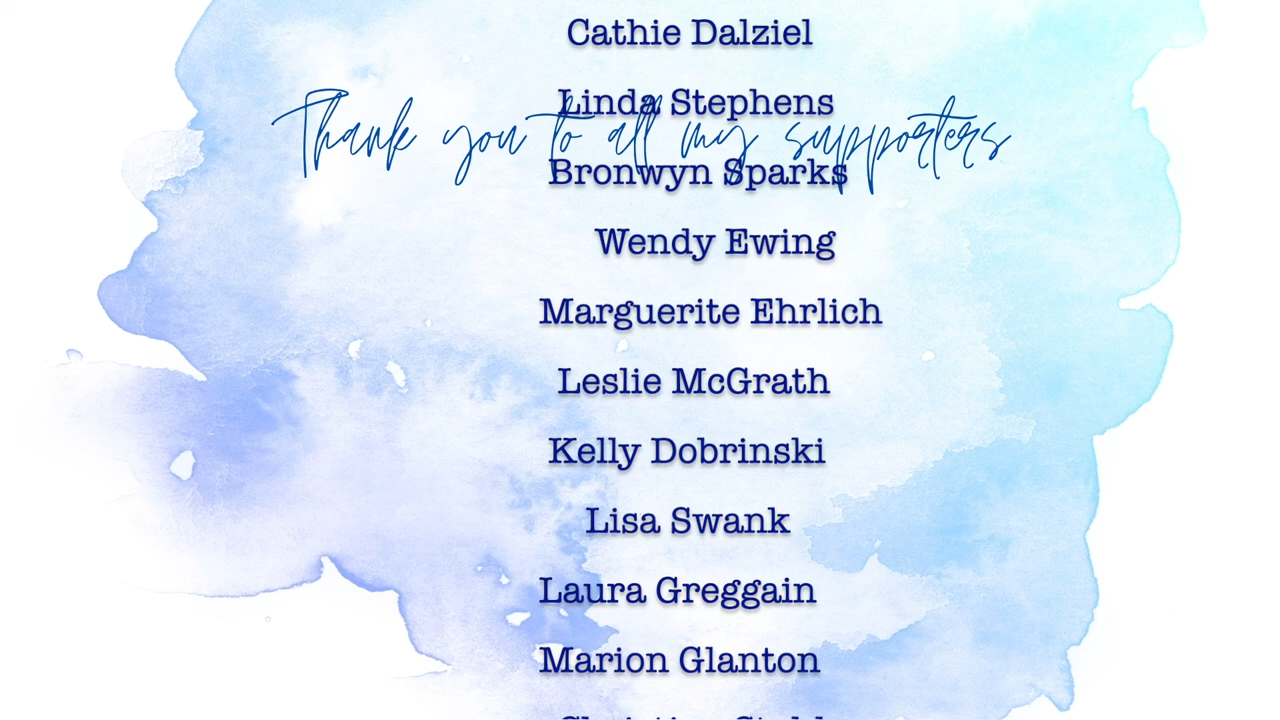 Cathie Dalziel
Linda Stephens
Thank you to all my supporters
Bronwyn Sparks
Wendy Ewing
Marguerite Ehrlich
Leslie McGrath
Kelly Dobrinski
Lisa Swank
Laura Greggain
Marion Glanton